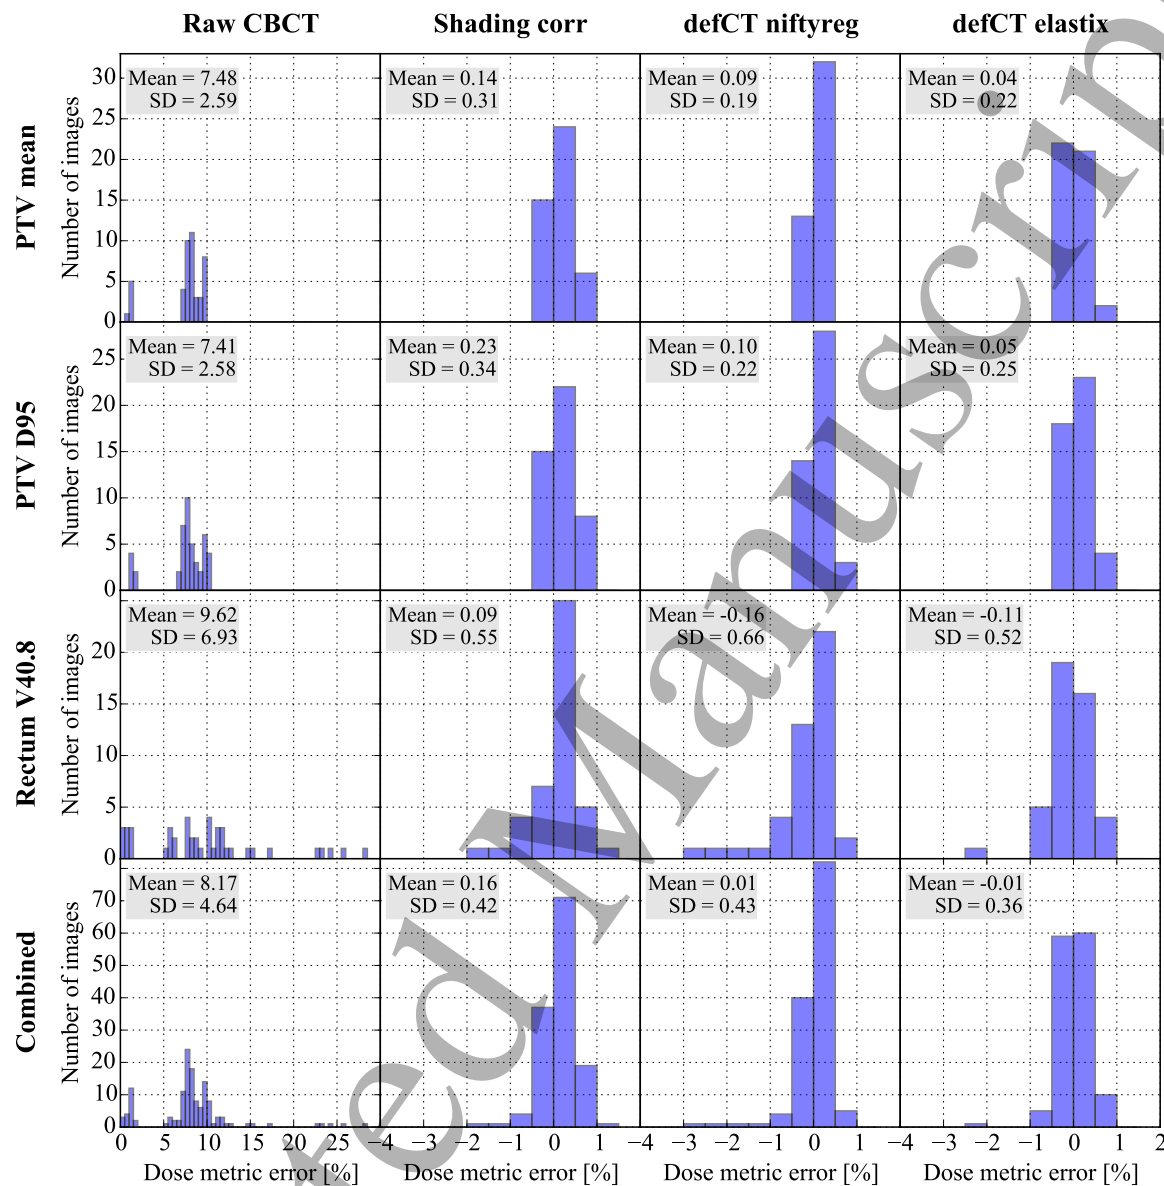 Raw CBCT Shading corr defCT niftyreg defCT elastix
PTV mean
Number of images
30
25
20
15
10
5
0
Mean = 7.48
SD = 2.59
Mean = 0.14
SD = 0.31
Mean = 0.09
SD = 0.19
Mean = 0.04
SD = 0.22
PTV D95
Number of images
25
20
15
10
5
0
Mean = 7.41
SD = 2.58
Mean = 0.23
SD = 0.34
Mean = 0.10
SD = 0.22
Mean = 0.05
SD = 0.25
Rectum V40.8
Number of images
20
15
10
5
0
Mean = 9.62
SD = 6.93
Mean = 0.09
SD = 0.55
Mean = -0.16
SD = 0.66
Mean = -0.11
SD = 0.52
Combined
Number of images
70
60
50
40
30
20
10
0
Mean = 8.17
SD = 4.64
Mean = 0.16
SD = 0.42
Mean = 0.01
SD = 0.43
Mean = -0.01
SD = 0.36
0 5 10 15 20 25 −4 −3 −2 −1 0 1 −4 −3 −2 −1 0 1 −4 −3 −2 −1 0 1 2
Dose metric error [%] Dose metric error [%] Dose metric error [%] Dose metric error [%]
ted Manuscrip